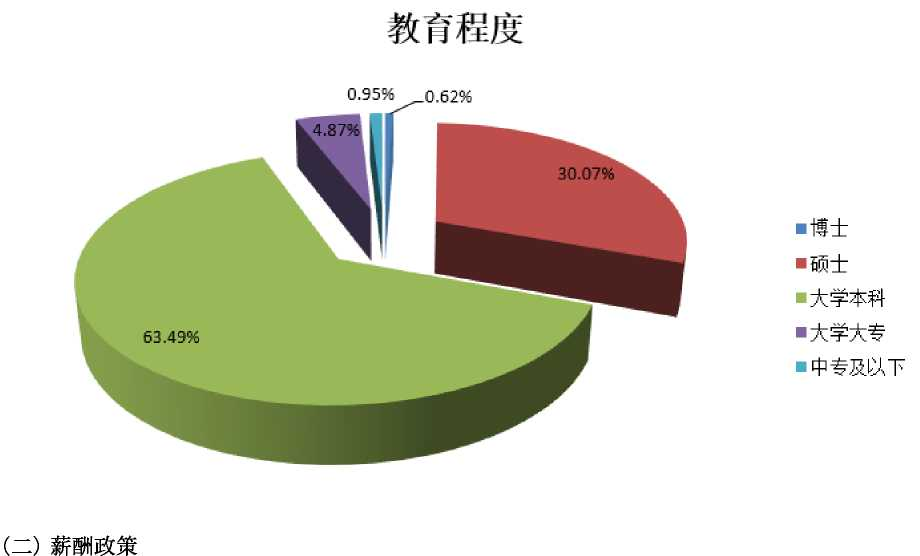 教育程度
0.95%
0.62%
4.87%
30.07%
63.49%
博士
硕士
大学本科
大学大专
中专及以下
（二）薪酬政策